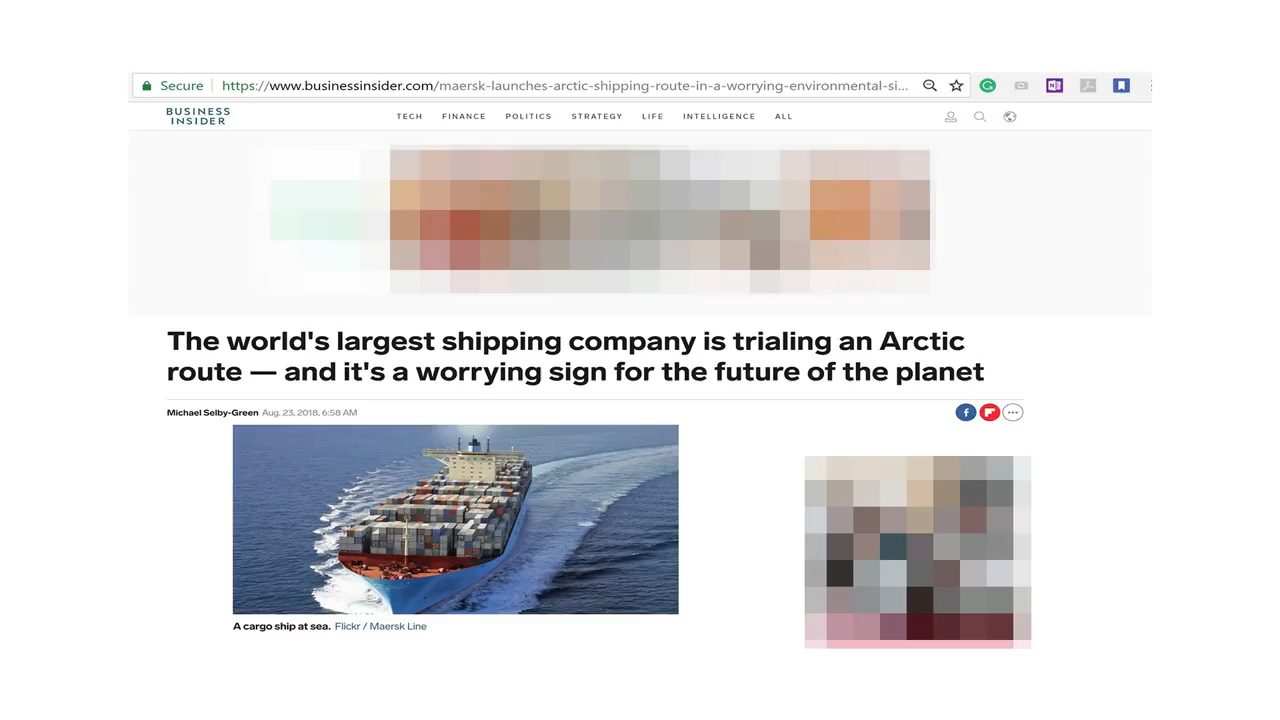 Secure https://www.businessinsider.com/maersk-launches-arctic-shipping-route-in-a-worrying-environmental-si...
BUSINESS
INSIDER
TECH FINANCE POLITICS STRATEGY LIFE INTELLIGENCE ALL
The world's largest shipping company is trialing an Arctic
route — and it's a worrying sign for the future of the planet
Michael Selby-Green Aug. 23, 2018, 6:58 AM
A cargo ship at sea. Flickr / Maersk Line